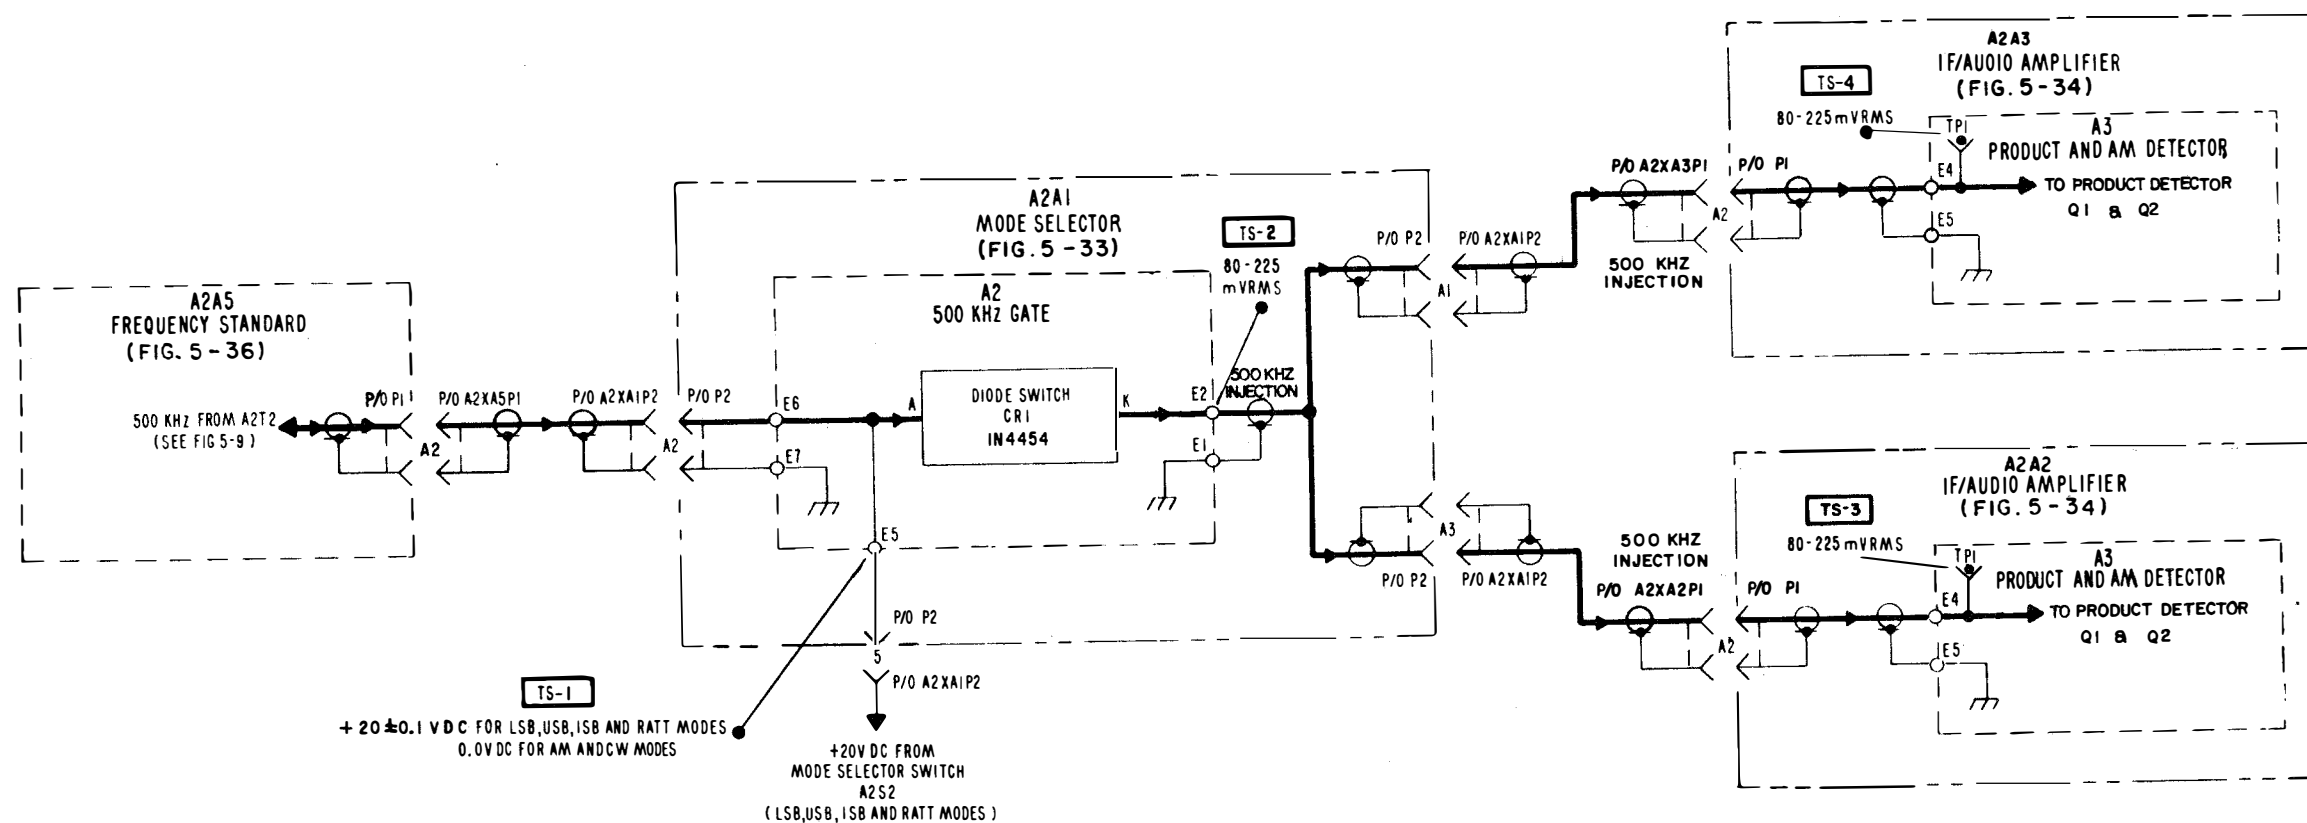 A2A5
FREQUENCY STANDARD
(FIG. 5-36)
500 KHz FROM A2T2
(SEE FIG 5-9)
P/O P1
A2
P/O A2XA5P1
P/O A2XA1P2
A2
P/O P2
A2A1
MODE SELECTOR
(FIG. 5-33)
A2
500 KHz GATE
E6
E7
A
DIODE SWITCH
CR1
1N4454
K
E2
E1
E5
TS-2
80-225
mVRMS
500 KHZ
INJECTION
P/O P2
5
P/O A2XA1P2
+20V DC FROM
MODE SELECTOR SWITCH
A2S2
(LSB,USB,ISB AND RATT MODES)
TS-1
+20±0.1 VDC FOR LSB,USB,ISB AND RATT MODES
0.0VDC FOR AM ANDCW MODES
P/O P2
P/O A2XA1P2
A1
A3
P/O P2
P/O A2XA1P2
P/O A2XA3P1
P/O P1
A2
500 KHZ
INJECTION
A2A3
IF/AUOIO AMPLIFIER
(FIG. 5-34)
TS-4
80-225mVRMS
TP1
A3
PRODUCT AND AM DETECTOR
E4
TO PRODUCT DETECTOR
Q1 & Q2
E5
500 KHZ
INJECTION
P/O A2XA2P1
P/O P1
A2
A2A2
IF/AUDIO AMPLIFIER
(FIG. 5-34)
TS-3
80-225mVRMS
TP1
A3
PRODUCT AND AM DETECTOR
E4
TO PRODUCT DETECTOR
Q1 & Q2
E5